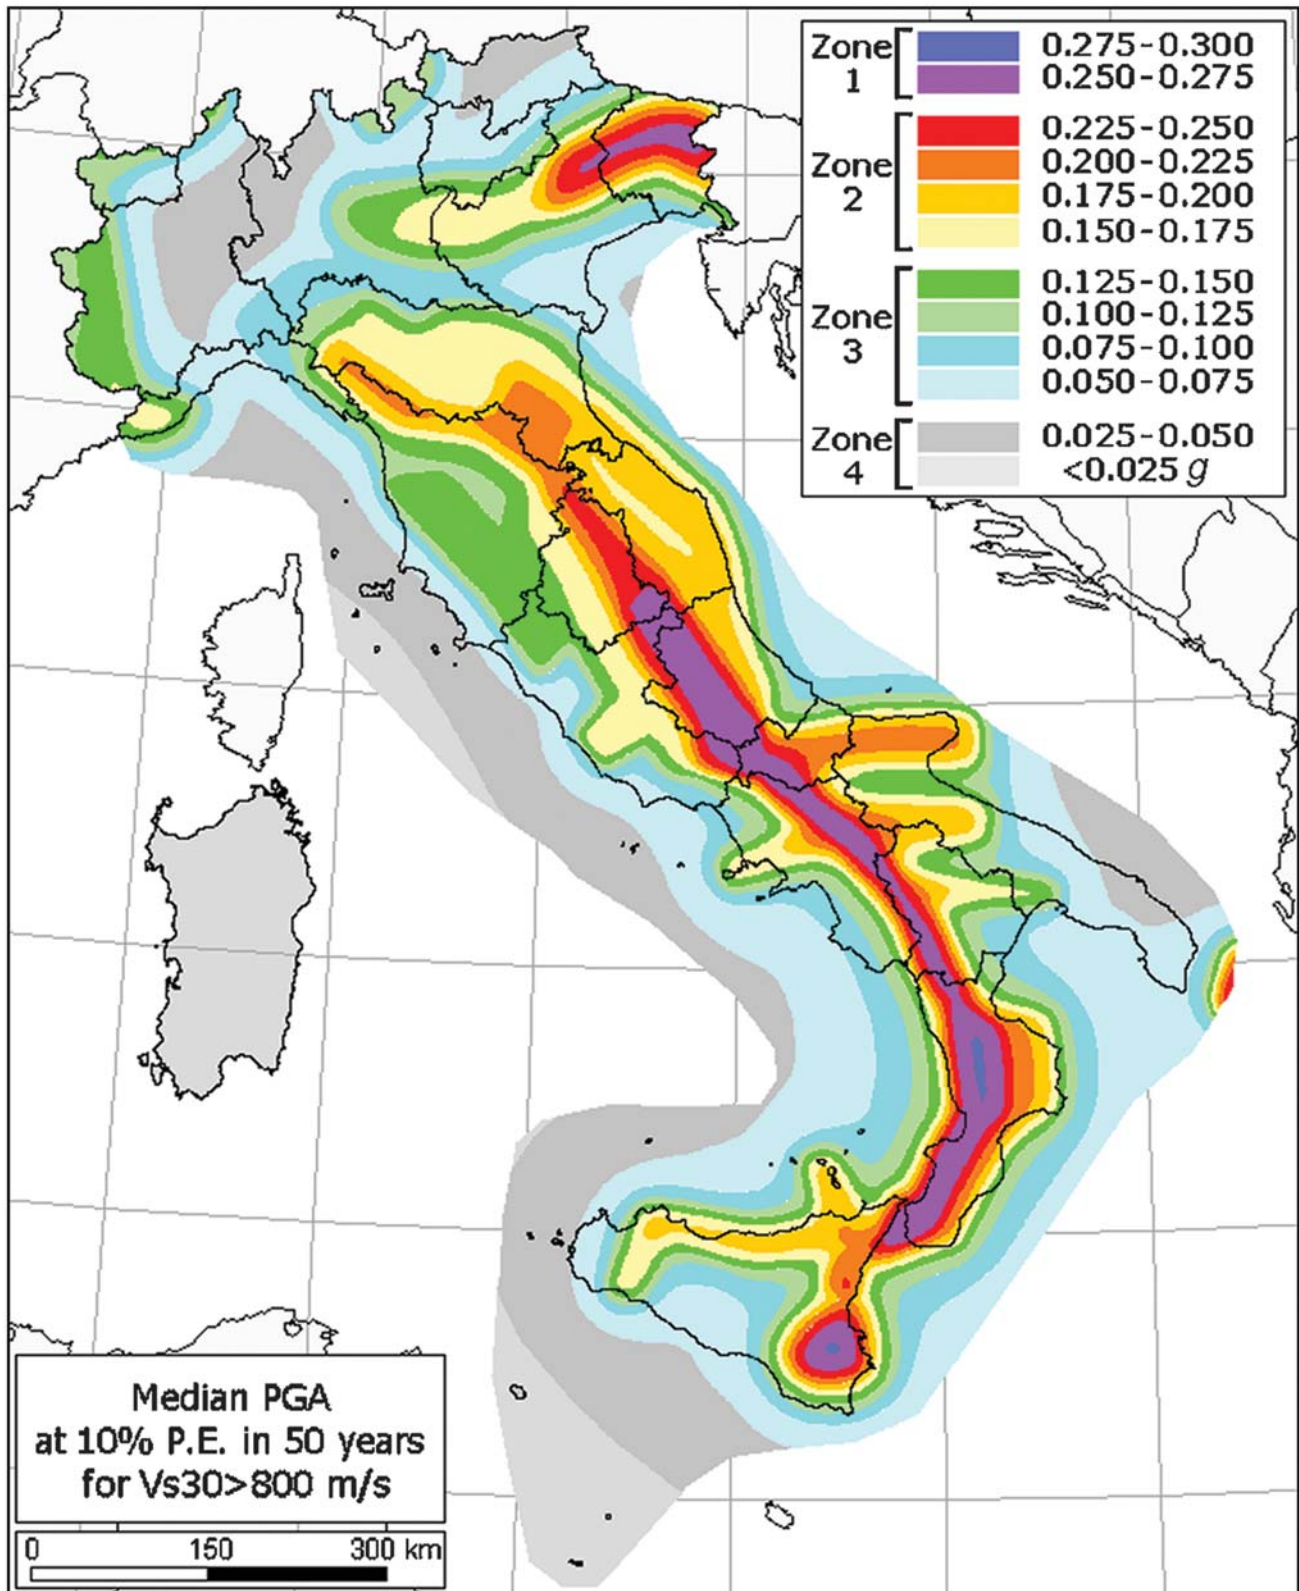 Zone 1
0.275-0.300
0.250-0.275
Zone 2
0.225-0.250
0.200-0.225
0.175-0.200
0.150-0.175
Zone 3
0.125-0.150
0.100-0.125
0.075-0.100
0.050-0.075
Zone 4
0.025-0.050
<0.025 g
Median PGA
at 10% P.E. in 50 years
for Vs30>800 m/s
0 150 300 km